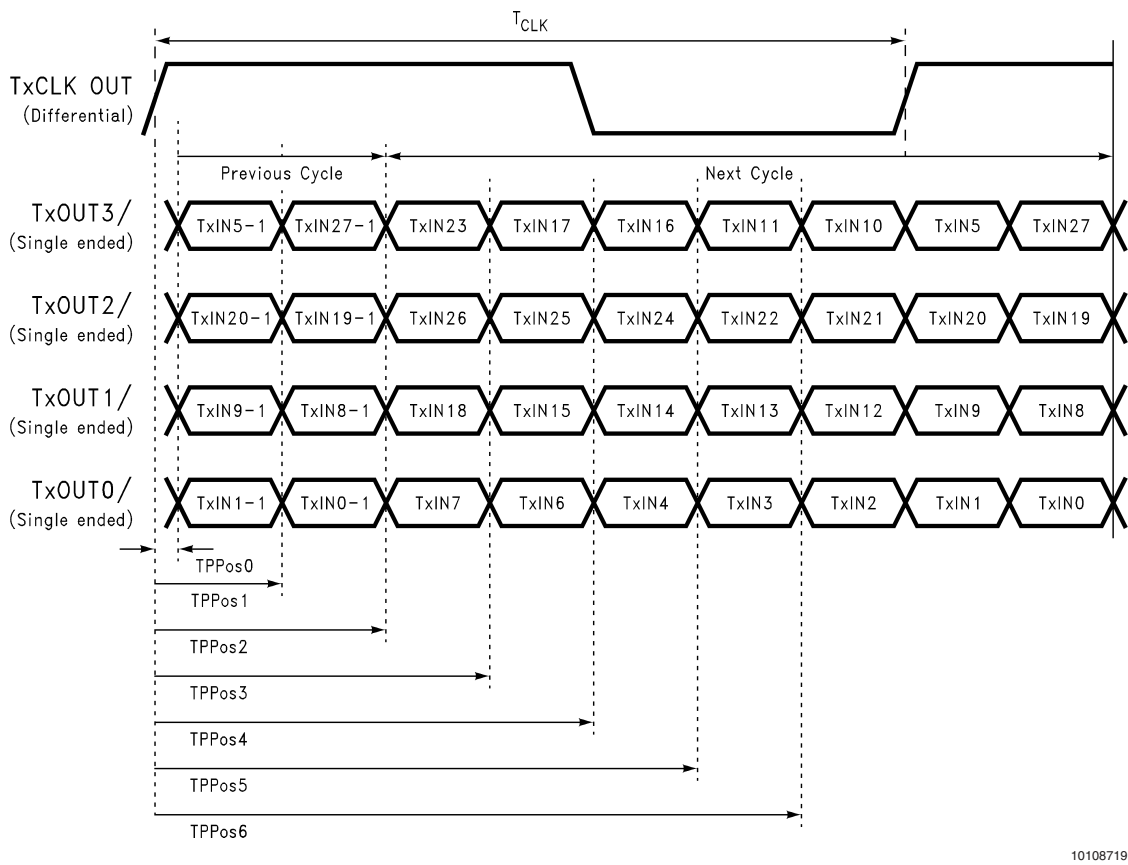 TCLK
TxCLK OUT
(Differential)
Previous Cycle
Next Cycle
TxOUT3/
(Single ended)
TxIN5-1 TxIN27-1 TxIN23 TxIN17 TxIN16 TxIN11 TxIN10 TxIN5 TxIN27
TxOUT2/
(Single ended)
TxIN20-1 TxIN19-1 TxIN26 TxIN25 TxIN24 TxIN22 TxIN21 TxIN20 TxIN19
TxOUT1/
(Single ended)
TxIN9-1 TxIN8-1 TxIN18 TxIN15 TxIN14 TxIN13 TxIN12 TxIN9 TxIN8
TxOUT0/
(Single ended)
TxIN1-1 TxIN0-1 TxIN7 TxIN6 TxIN4 TxIN3 TxIN2 TxIN1 TxIN0
TPPos0
TPPos1
TPPos2
TPPos3
TPPos4
TPPos5
TPPos6
10108719